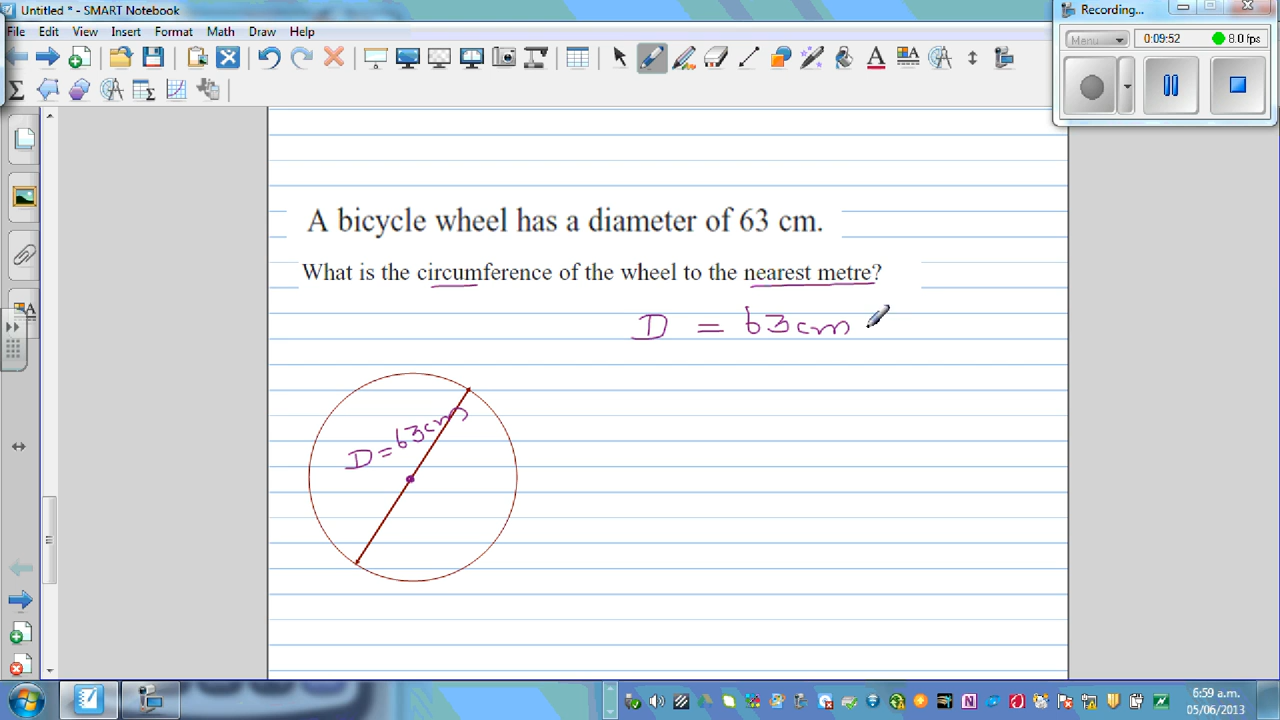 Untitled * - SMART Notebook
Recording...
File Edit View Insert Format Math Draw Help
Menu 0:09:52 8.0 fps
A bicycle wheel has a diameter of 63 cm.
What is the circumference of the wheel to the nearest metre?
D = 63cm
D = 63cm
6:59 a.m.
05/06/2013